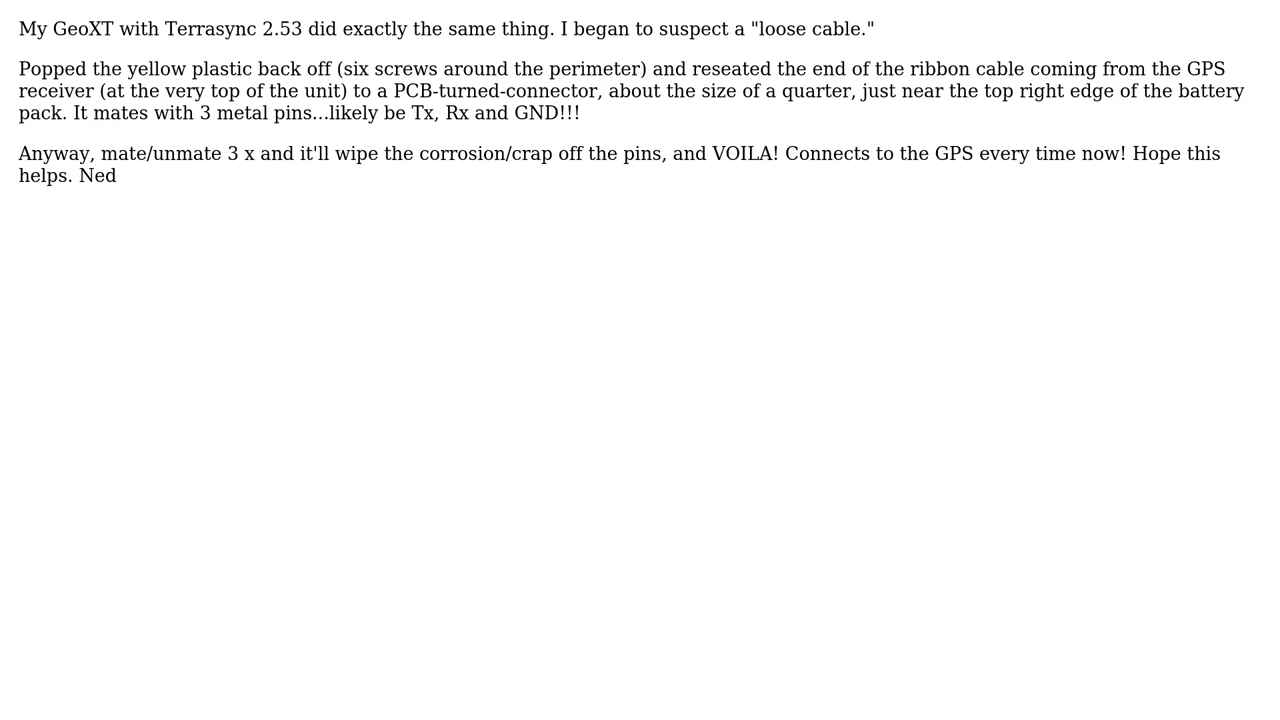 My GeoXT with Terrasync 2.53 did exactly the same thing. I began to suspect a "loose cable."
Popped the yellow plastic back off (six screws around the perimeter) and reseated the end of the ribbon cable coming from the GPS
receiver (at the very top of the unit) to a PCB-turned-connector, about the size of a quarter, just near the top right edge of the battery
pack. It mates with 3 metal pins...likely be Tx, Rx and GND!!!
Anyway, mate/unmate 3 x and it'll wipe the corrosion/crap off the pins, and VOILA! Connects to the GPS every time now! Hope this
helps. Ned